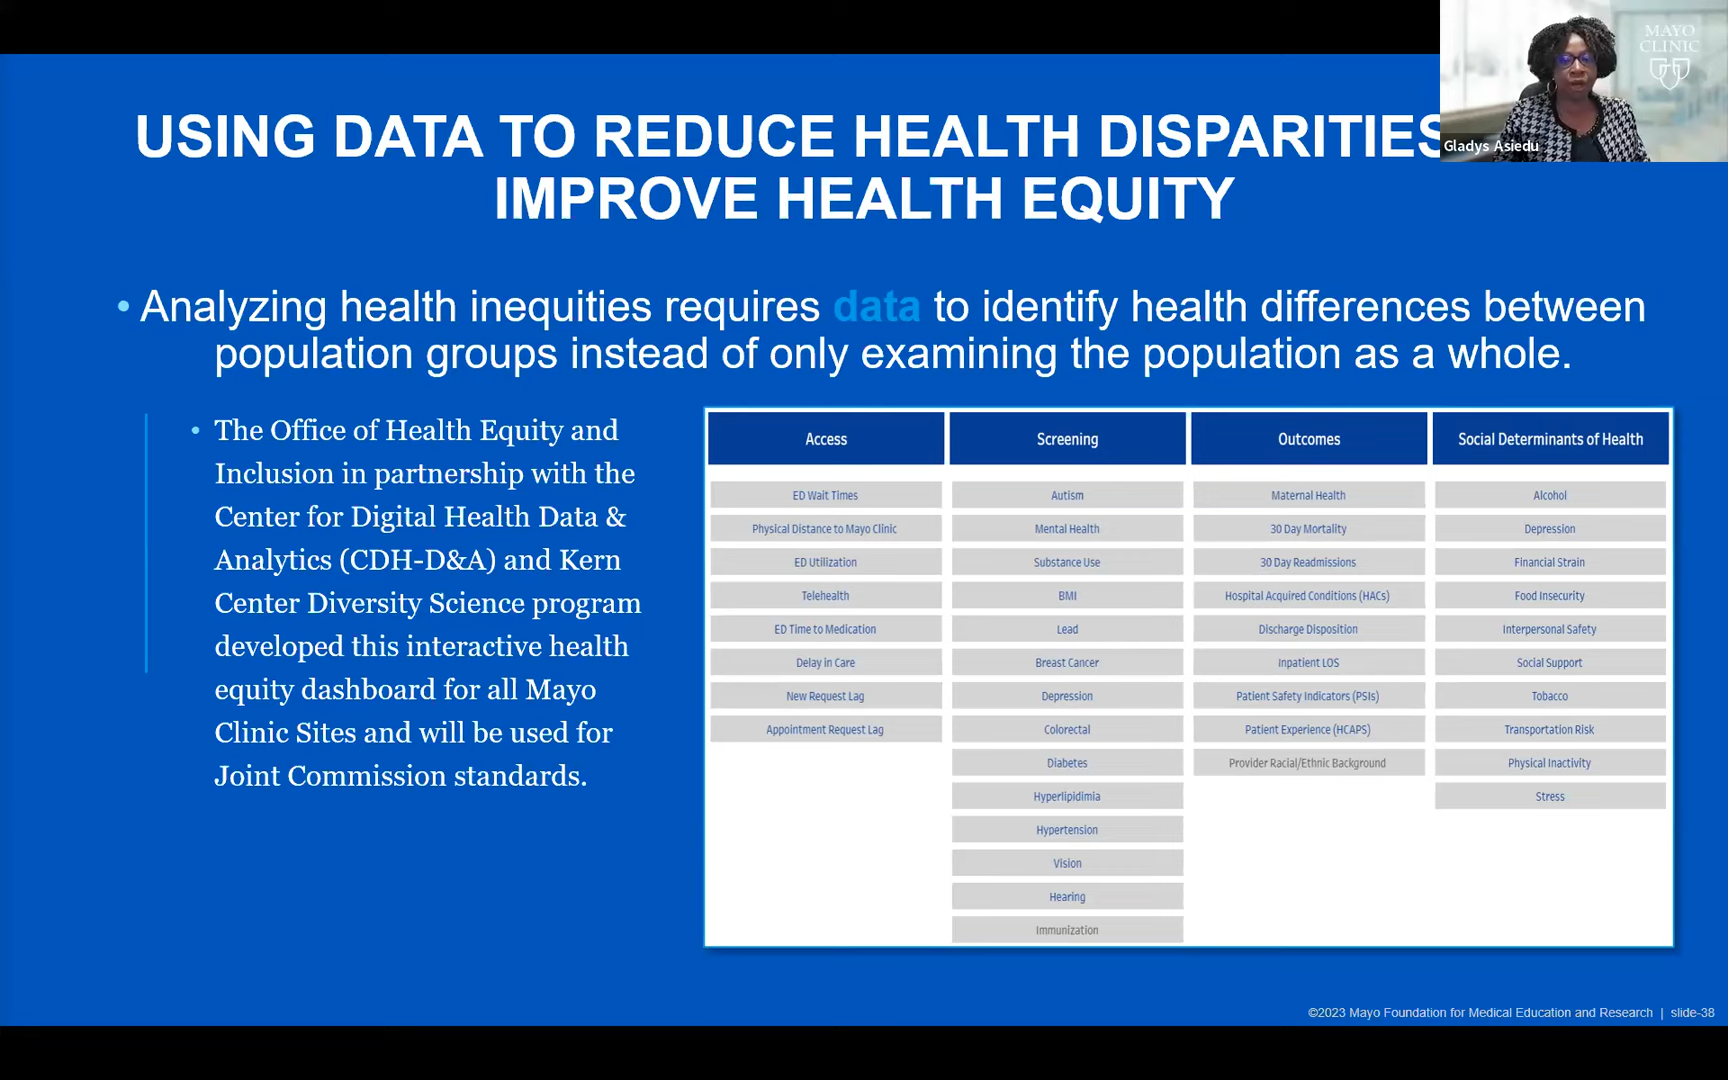 MAYO
CLINIC
Gladys Asiedu
USING DATA TO REDUCE HEALTH DISPARITIES
IMPROVE HEALTH EQUITY
• Analyzing health inequities requires data to identify health differences between
population groups instead of only examining the population as a whole.
• The Office of Health Equity and
Inclusion in partnership with the
Center for Digital Health Data &
Analytics (CDH-D&A) and Kern
Center Diversity Science program
developed this interactive health
equity dashboard for all Mayo
Clinic Sites and will be used for
Joint Commission standards.
Access
ED Wait Times
Physical Distance to Mayo Clinic
ED Utilization
Telehealth
ED Time to Medication
Delay in Care
New Request Lag
Appointment Request Lag
Screening
Autism
Mental Health
Substance Use
BMI
Lead
Breast Cancer
Depression
Colorectal
Diabetes
Hyperlipidimia
Hypertension
Vision
Hearing
Immunization
Outcomes
Maternal Health
30 Day Mortality
30 Day Readmissions
Hospital Acquired Conditions (HACs)
Discharge Disposition
Inpatient LOS
Patient Safety Indicators (PSIs)
Patient Experience (HCAPS)
Provider Racial/Ethnic Background
Social Determinants of Health
Alcohol
Depression
Financial Strain
Food Insecurity
Interpersonal Safety
Social Support
Tobacco
Transportation Risk
Physical Inactivity
Stress
©2023 Mayo Foundation for Medical Education and Research | slide-38